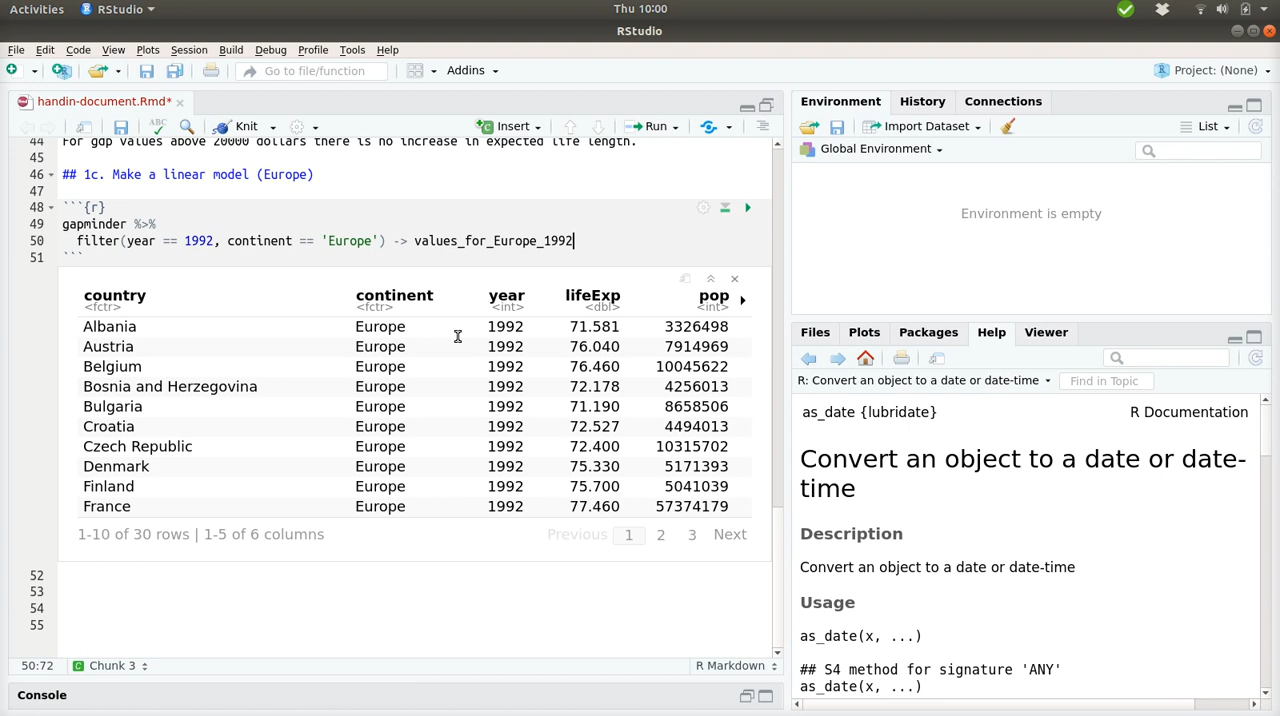 Activities RStudio Thu 10:00
RStudio
File Edit Code View Plots Session Build Debug Profile Tools Help
Go to file/function Addins Project: (None)
handin-document.Rmd*
ABC Knit Insert Run
44 For gdp values above 20000 dollars there is no increase in expected life length.
45
46 ## 1c. Make a linear model (Europe)
47
48 ```{r}
49 gapminder %>%
50 filter(year == 1992, continent == 'Europe') -> values_for_Europe_1992
51 ```
country continent year lifeExp pop
<fctr> <fctr> <int> <dbl> <int>
Albania Europe 1992 71.581 3326498
Austria Europe 1992 76.040 7914969
Belgium Europe 1992 76.460 10045622
Bosnia and Herzegovina Europe 1992 72.178 4256013
Bulgaria Europe 1992 71.190 8658506
Croatia Europe 1992 72.527 4494013
Czech Republic Europe 1992 72.400 10315702
Denmark Europe 1992 75.330 5171393
Finland Europe 1992 75.700 5041039
France Europe 1992 77.460 57374179
1-10 of 30 rows | 1-5 of 6 columns Previous 1 2 3 Next
52
53
54
55
50:72 Chunk 3 R Markdown
Console
Environment History Connections
Import Dataset List
Global Environment
Environment is empty
Files Plots Packages Help Viewer
R: Convert an object to a date or date-time Find in Topic
as_date {lubridate} R Documentation
Convert an object to a date or date-
time
Description
Convert an object to a date or date-time
Usage
as_date(x, ...)
## S4 method for signature 'ANY'
as_date(x, ...)